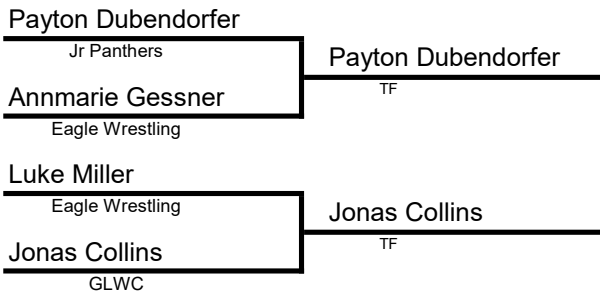 Payton Dubendorfer
Jr Panthers
Payton Dubendorfer
TF
Annmarie Gessner
Eagle Wrestling
Luke Miller
Eagle Wrestling
Jonas Collins
TF
Jonas Collins
GLWC